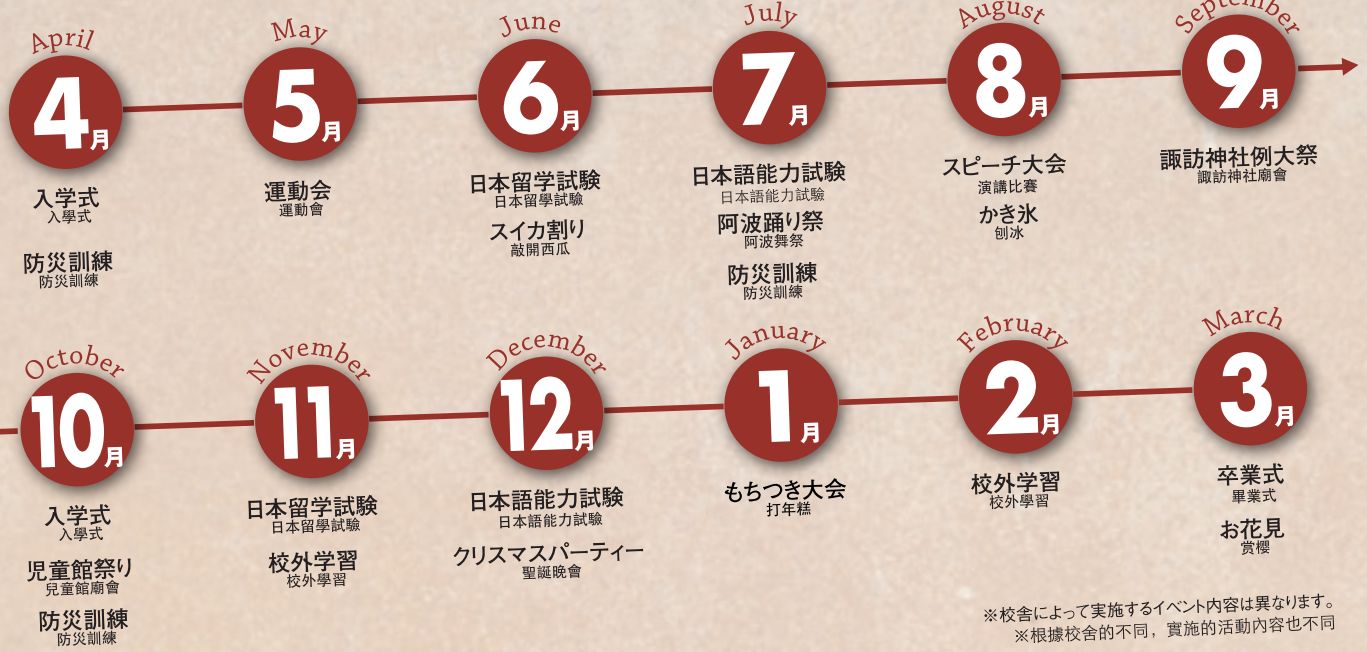 April
4月
入学式
入學式
防災訓練
防災訓練
May
5月
運動会
運動會
June
6月
日本留学試験
日本留學試驗
スイカ割り
敲開西瓜
July
7月
日本語能力試験
日本語能力試驗
阿波踊り祭
阿波舞祭
防災訓練
防災訓練
August
8月
スピーチ大会
演講比賽
かき氷
刨冰
September
9月
諏訪神社例大祭
諏訪神社廟會
October
10月
入学式
入學式
児童館祭り
兒童館廟會
防災訓練
防災訓練
November
11月
日本留学試験
日本留學試驗
校外学習
校外學習
December
12月
日本語能力試験
日本語能力試驗
クリスマスパーティー
聖誕晚會
January
1月
もちつき大会
打年糕
February
2月
校外学習
校外學習
March
3月
卒業式
畢業式
お花見
賞櫻
※校舎によって実施するイベント内容は異なります。
※根據校舍的不同，實施的活動內容也不同